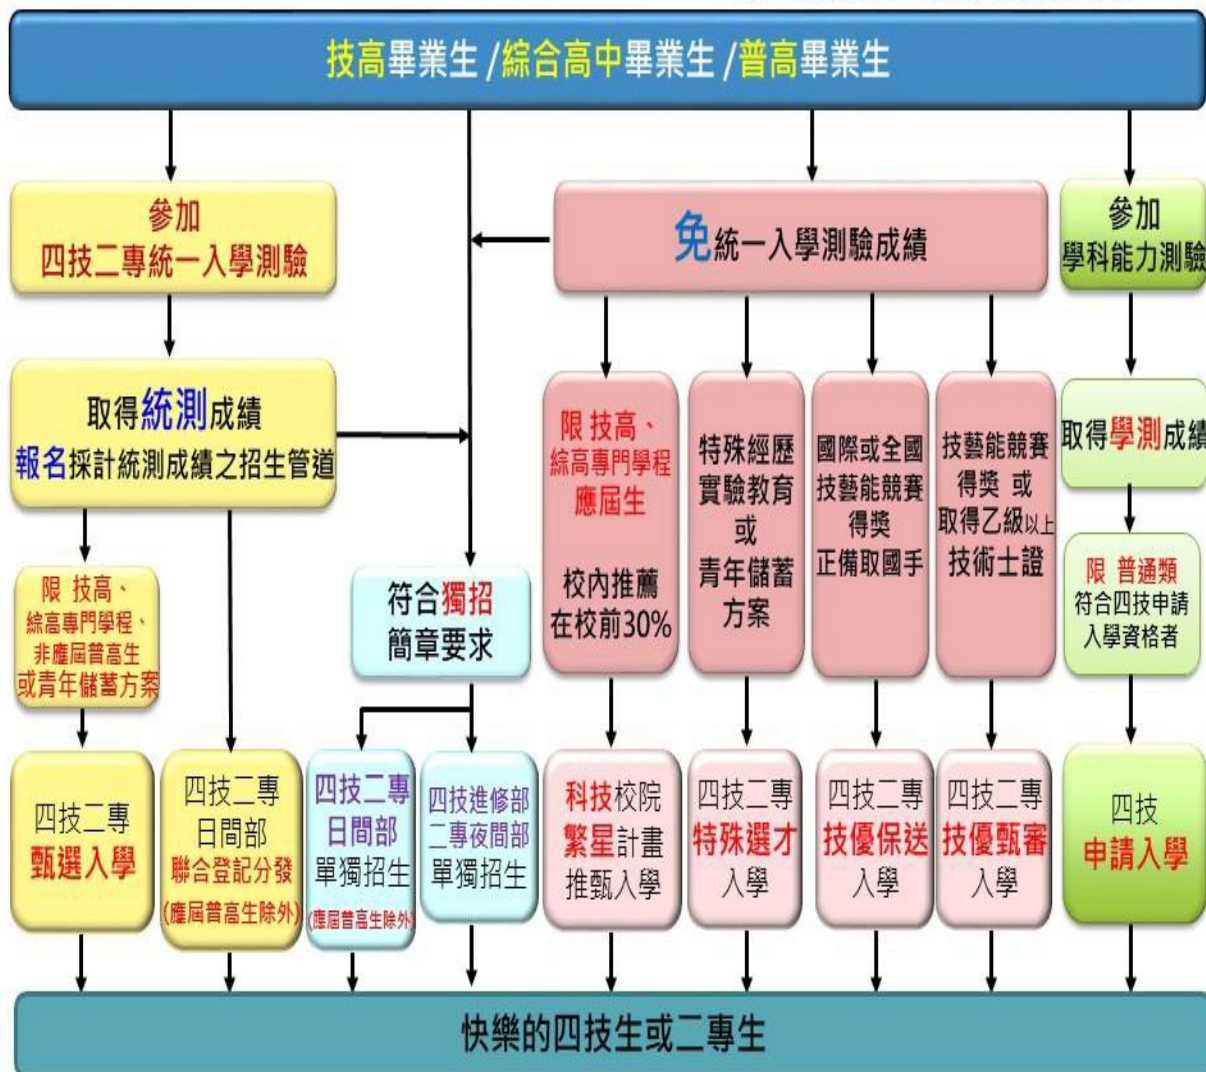 技高畢業生 /綜合高中畢業生 /普高畢業生
參加
四技二專統一入學測驗
免統一入學測驗成績
參加
學科能力測驗
取得統測成績
報名採計統測成績之招生管道
限 技高、
綜高專門學程
應屆生
校內推薦
在校前30%
特殊經歷
實驗教育
或
青年儲蓄
方案
國際或全國
技藝能競賽
得獎
正備取國手
技藝能競賽
得獎 或
取得乙級以上
技術士證
取得學測成績
限 技高、
綜高專門學程、
非應屆普高生
或青年儲蓄方案
符合獨招
簡章要求
限 普通類
符合四技申請
入學資格者
四技二專
甄選入學
四技二專
日間部
聯合登記分發
(應屆普高生除外)
四技二專
日間部
單獨招生
(應屆普高生除外)
四技進修部
二專夜間部
單獨招生
科技校院
繁星計畫
推甄入學
四技二專
特殊選才
入學
四技二專
技優保送
入學
四技二專
技優甄審
入學
四技
申請入學
快樂的四技生或二專生